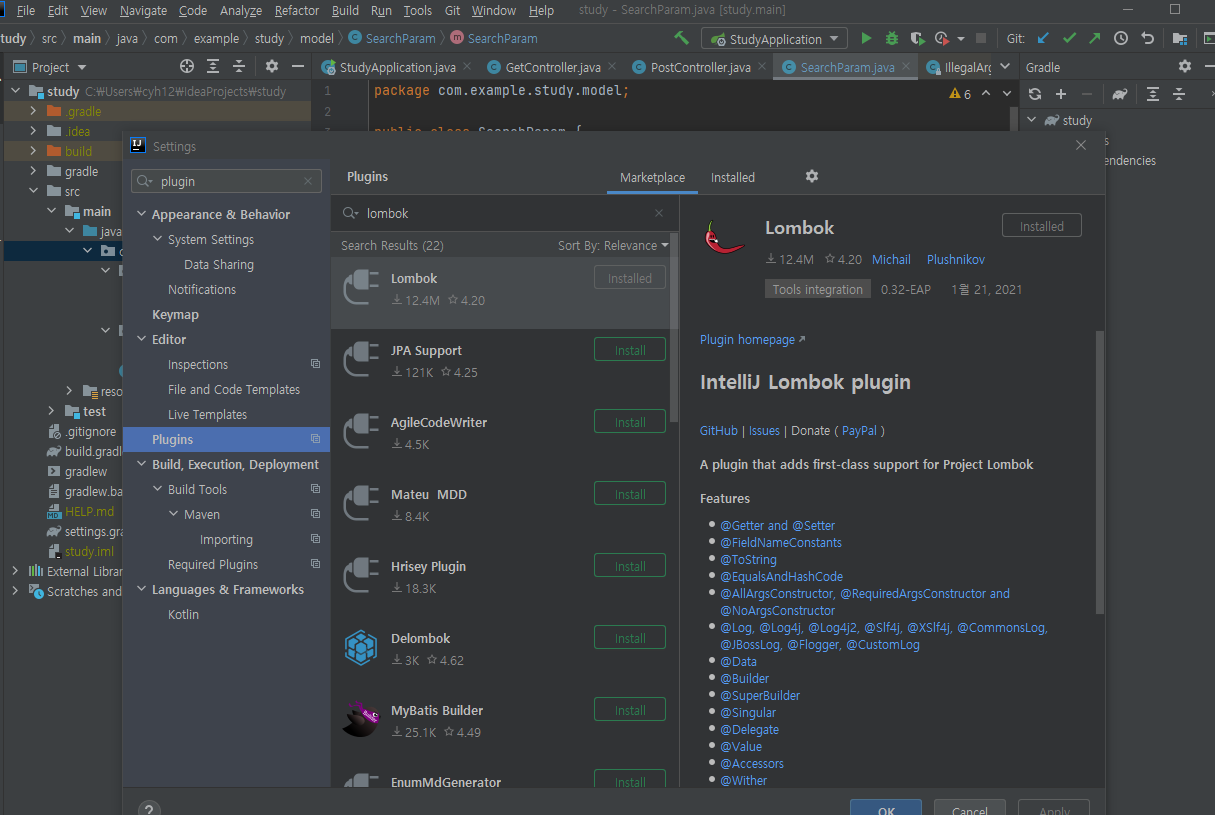 File Edit View Navigate Code Analyze Refactor Build Run Tools Git Window Help study - SearchParam.java [study.main]
tudy src main java com example study model SearchParam SearchParam StudyApplication Git:
Project StudyApplication.java GetController.java PostController.java SearchParam.java IllegalArg Gradle
study C:₩Users₩cyh12₩IdeaProjects₩study
1 package com.example.study.model;
6
2
public class SearchParam {
study
endencies
.gradle
.idea
build
gradle
src
main
java
reso
test
.gitignore
build.gradl
gradlew
gradlew.ba
HELP.md
settings.gra
study.iml
External Librar
Scratches and
Settings
plugin
Appearance & Behavior
System Settings
Data Sharing
Notifications
Keymap
Editor
Inspections
File and Code Templates
Live Templates
Plugins
Build, Execution, Deployment
Build Tools
Maven
Importing
Required Plugins
Languages & Frameworks
Kotlin
?
Plugins Marketplace Installed
lombok
Search Results (22) Sort By: Relevance
Lombok Installed
12.4M 4.20
JPA Support Install
121K 4.25
AgileCodeWriter Install
4.5K
Mateu MDD Install
8.4K
Hrisey Plugin Install
18.3K
Delombok Install
3K 4.62
MyBatis Builder Install
25.1K 4.49
EnumMdGenerator Install
Lombok Installed
12.4M 4.20 Michail Plushnikov
Tools integration 0.32-EAP 1월 21, 2021
Plugin homepage
IntelliJ Lombok plugin
GitHub | Issues | Donate ( PayPal )
A plugin that adds first-class support for Project Lombok
Features
@Getter and @Setter
@FieldNameConstants
@ToString
@EqualsAndHashCode
@AllArgsConstructor, @RequiredArgsConstructor and
@NoArgsConstructor
@Log, @Log4j, @Log4j2, @Slf4j, @XSlf4j, @CommonsLog,
@JBossLog, @Flogger, @CustomLog
@Data
@Builder
@SuperBuilder
@Singular
@Delegate
@Value
@Accessors
@Wither
OK Cancel Apply